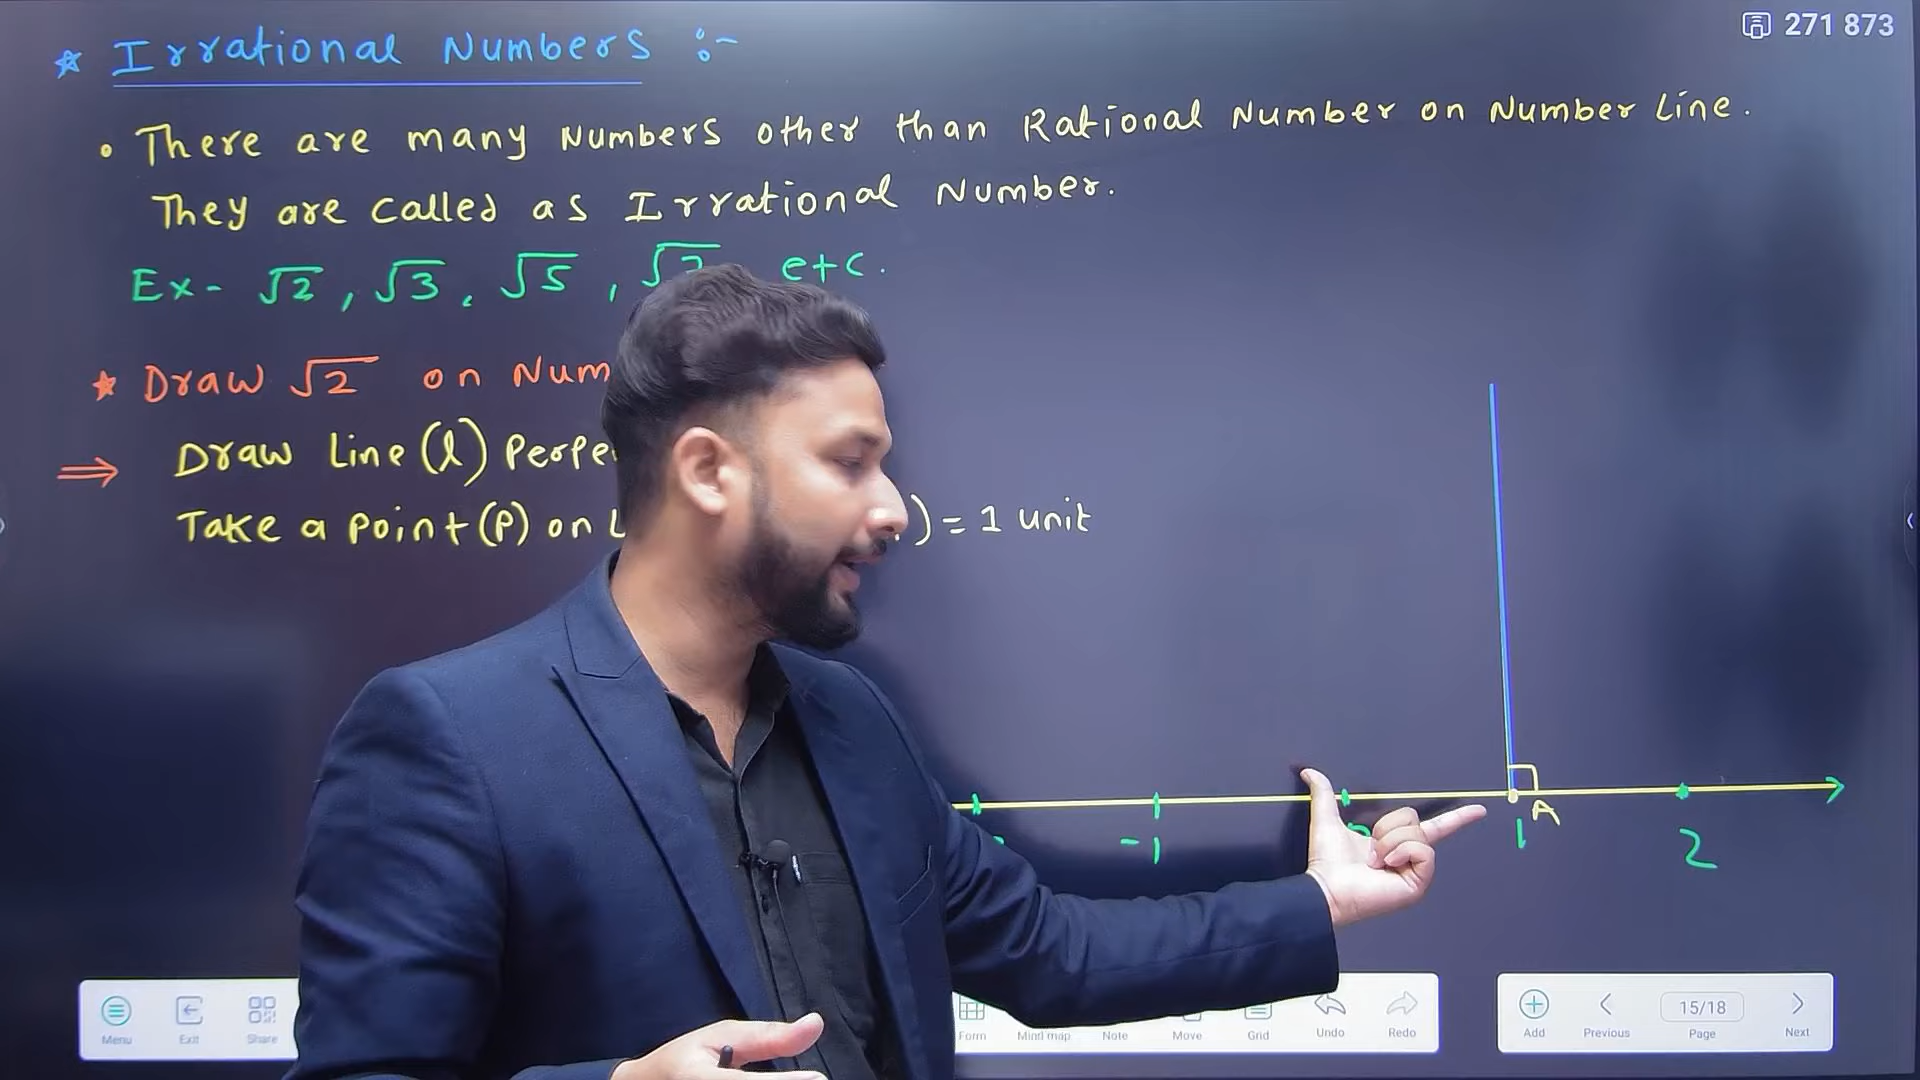 271 873
★ Irrational Numbers :-
• There are many Numbers other than Rational Number on Number Line.
They are called as Irrational Number.
Ex- √2, √3, √5, etc.
★ Draw √2 on
⇒ Draw Line (l)
Take a point (P) on = 1 unit
A
-1 1 2
Menu Exit Share Form Mind map Note Move Grid Undo Redo Add Previous 15/18 Page Next